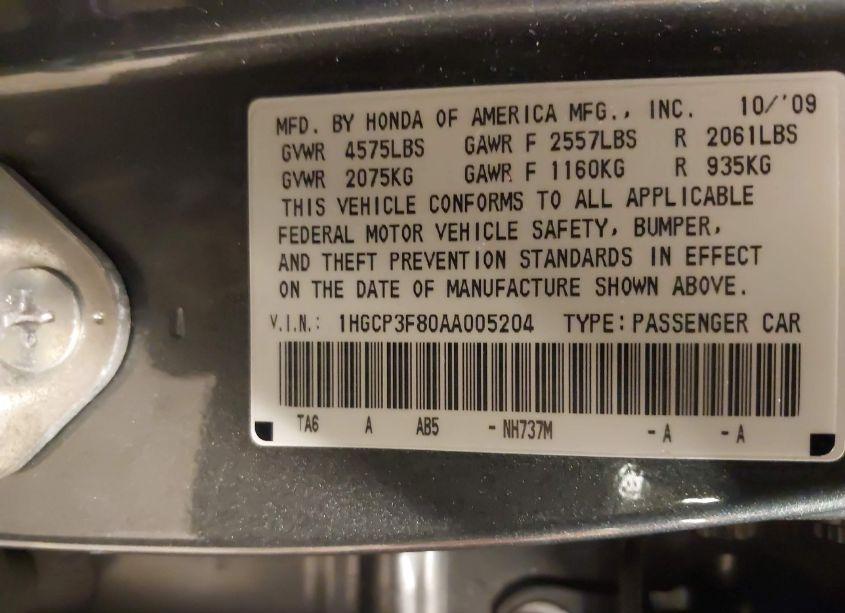 MFD. BY HONDA OF AMERICA MFG., INC. 10/'09
GVWR 4575LBS GAWR F 2557LBS R 2061LBS
GVWR 2075KG GAWR F 1160KG R 935KG
THIS VEHICLE CONFORMS TO ALL APPLICABLE
FEDERAL MOTOR VEHICLE SAFETY, BUMPER,
AND THEFT PREVENTION STANDARDS IN EFFECT
ON THE DATE OF MANUFACTURE SHOWN ABOVE.
V.I.N.: 1HGCP3F80AA005204 TYPE: PASSENGER CAR
TA6 A AB5 - NH737M - A - A